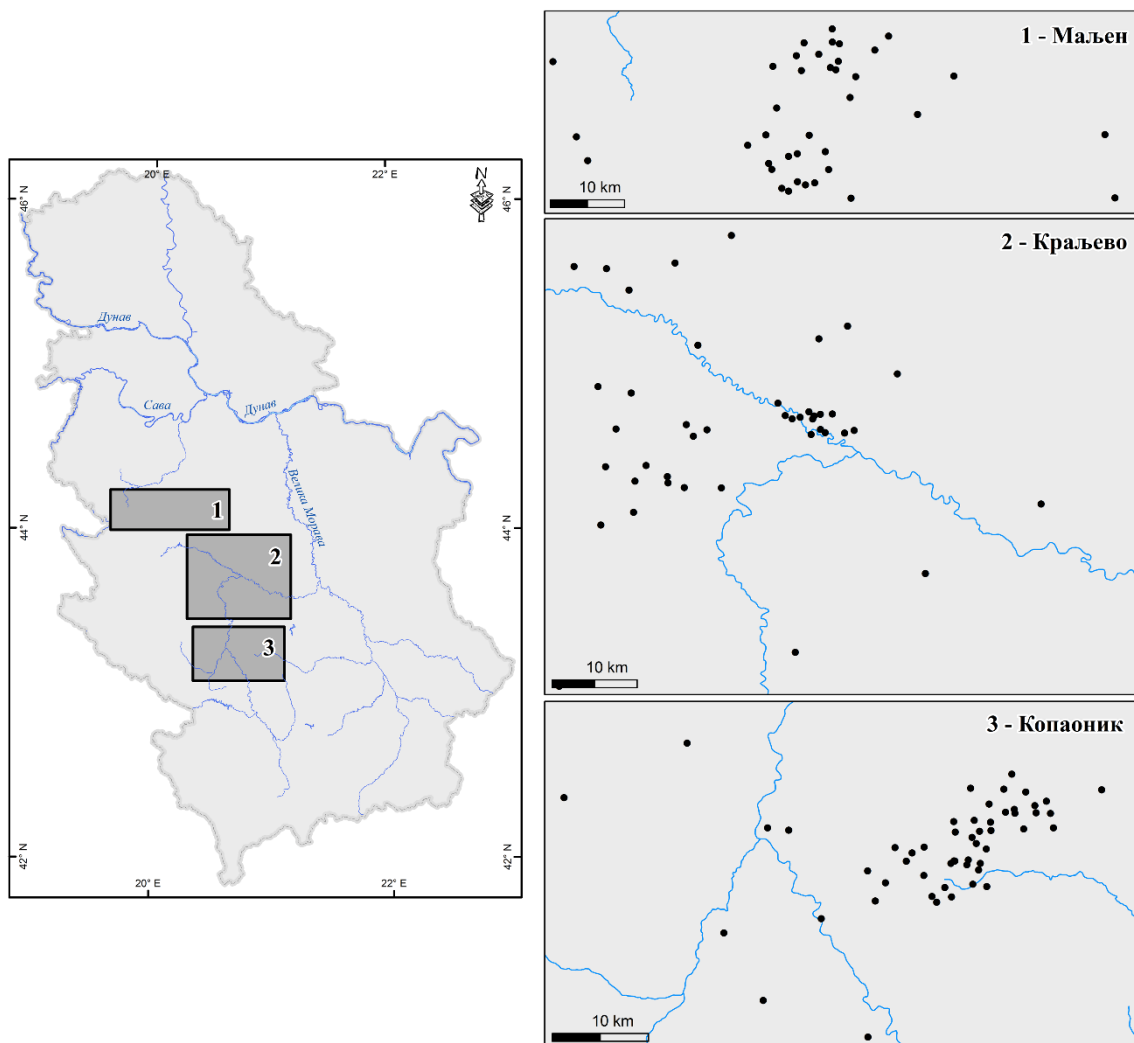 20° E
22° E
N
46° N
46° N
Дунав
Сава
Дунав
Велика Морава
44° N
44° N
1
2
3
42° N
42° N
20° E
22° E
1 - Маљен
10 km
2 - Краљево
10 km
3 - Копаоник
10 km